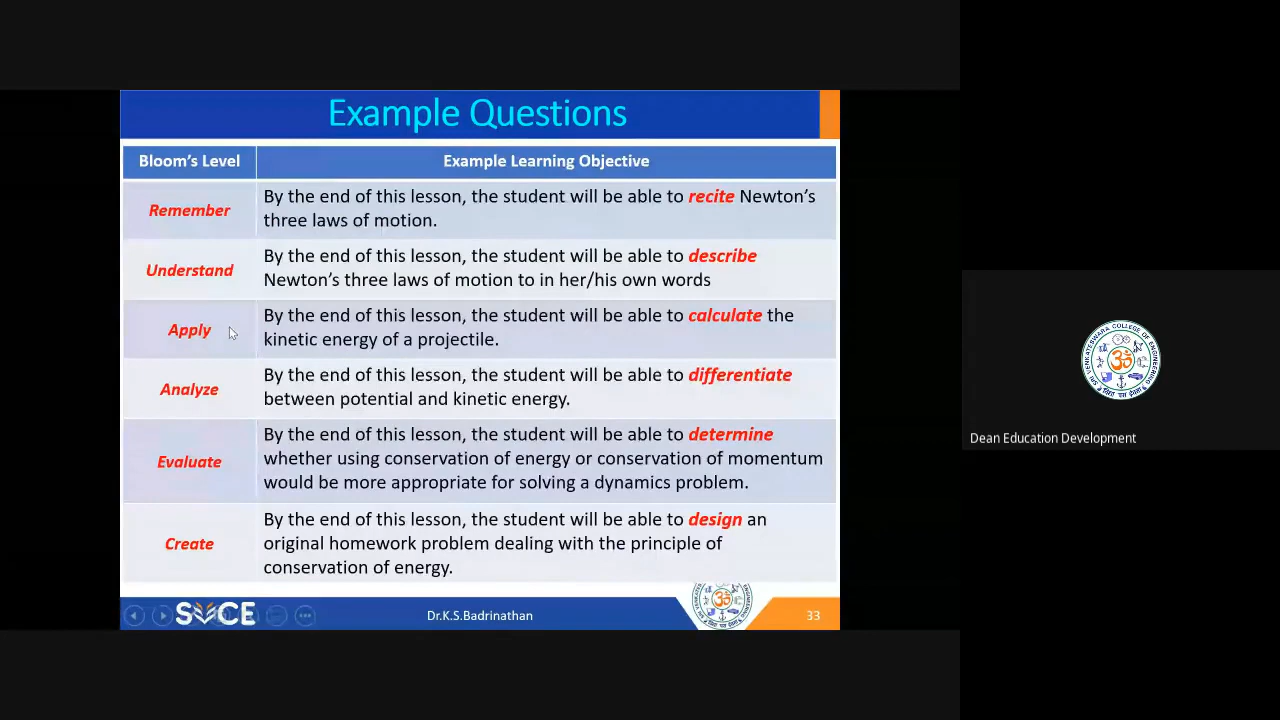 Example Questions
Bloom's Level
Example Learning Objective
Remember
By the end of this lesson, the student will be able to recite Newton's
three laws of motion.
Understand
By the end of this lesson, the student will be able to describe
Newton's three laws of motion to in her/his own words
Apply
By the end of this lesson, the student will be able to calculate the
kinetic energy of a projectile.
Analyze
By the end of this lesson, the student will be able to differentiate
between potential and kinetic energy.
Evaluate
By the end of this lesson, the student will be able to determine
whether using conservation of energy or conservation of momentum
would be more appropriate for solving a dynamics problem.
Create
By the end of this lesson, the student will be able to design an
original homework problem dealing with the principle of
conservation of energy.
SVCE
Dr.K.S.Badrinathan
33
SRI VENKATESWARA COLLEGE OF ENGINEERING
ॐ
Dean Education Development